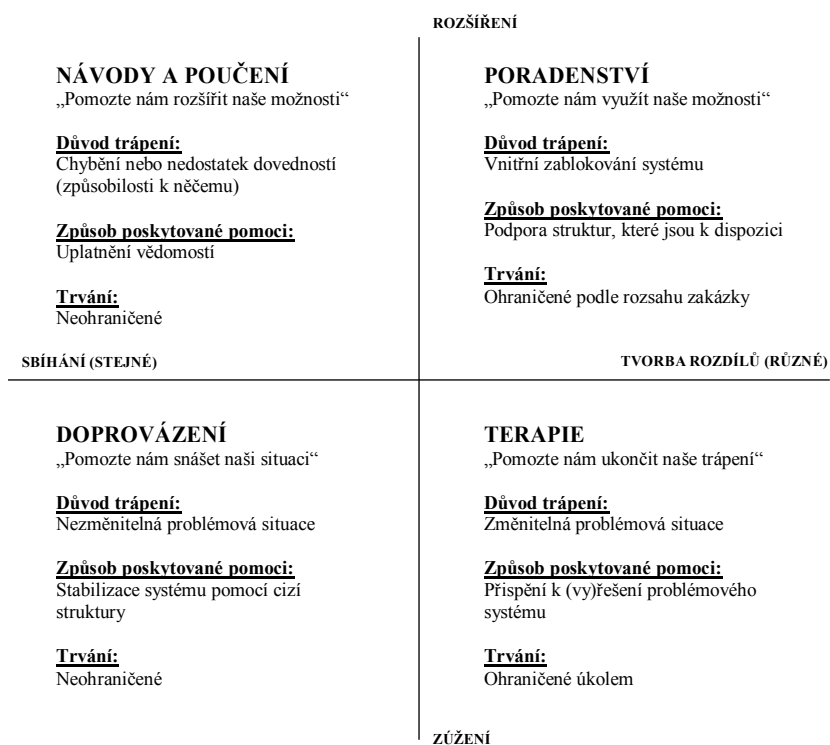 ROZŠÍŘENÍ
NÁVODY A POUČENÍ
„Pomozte nám rozšířit naše možnosti“
Důvod trápení:
Chybění nebo nedostatek dovedností
(způsobilosti k něčemu)
Způsob poskytované pomoci:
Uplatnění vědomostí
Trvání:
Neohraničené
PORADENSTVÍ
„Pomozte nám využít naše možnosti“
Důvod trápení:
Vnitřní zablokování systému
Způsob poskytované pomoci:
Podpora struktur, které jsou k dispozici
Trvání:
Ohraničené podle rozsahu zakázky
SBÍHÁNÍ (STEJNÉ)
TVORBA ROZDÍLŮ (RŮZNÉ)
DOPROVÁZENÍ
„Pomozte nám snášet naši situaci“
Důvod trápení:
Nezměnitelná problémová situace
Způsob poskytované pomoci:
Stabilizace systému pomocí cizí
struktury
Trvání:
Neohraničené
TERAPIE
„Pomozte nám ukončit naše trápení“
Důvod trápení:
Změnitelná problémová situace
Způsob poskytované pomoci:
Přispění k (vy)řešení problémového
systému
Trvání:
Ohraničené úkolem
ZÚŽENÍ